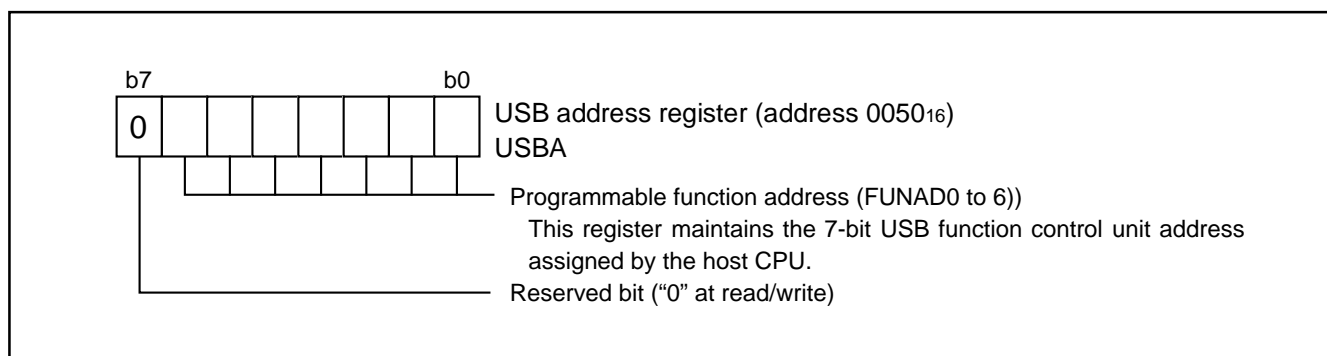 b7 b0
0
USB address register (address 0050₁₆)
USBA
Programmable function address (FUNAD0 to 6))
This register maintains the 7-bit USB function control unit address
assigned by the host CPU.
Reserved bit (“0” at read/write)